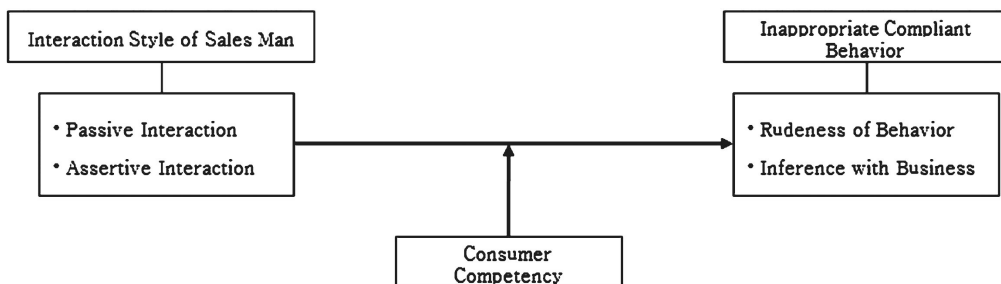 Interaction Style of Sales Man
Inappropriate Compliant
Behavior
• Passive Interaction
• Assertive Interaction
• Rudeness of Behavior
• Inference with Business
Consumer
Competency